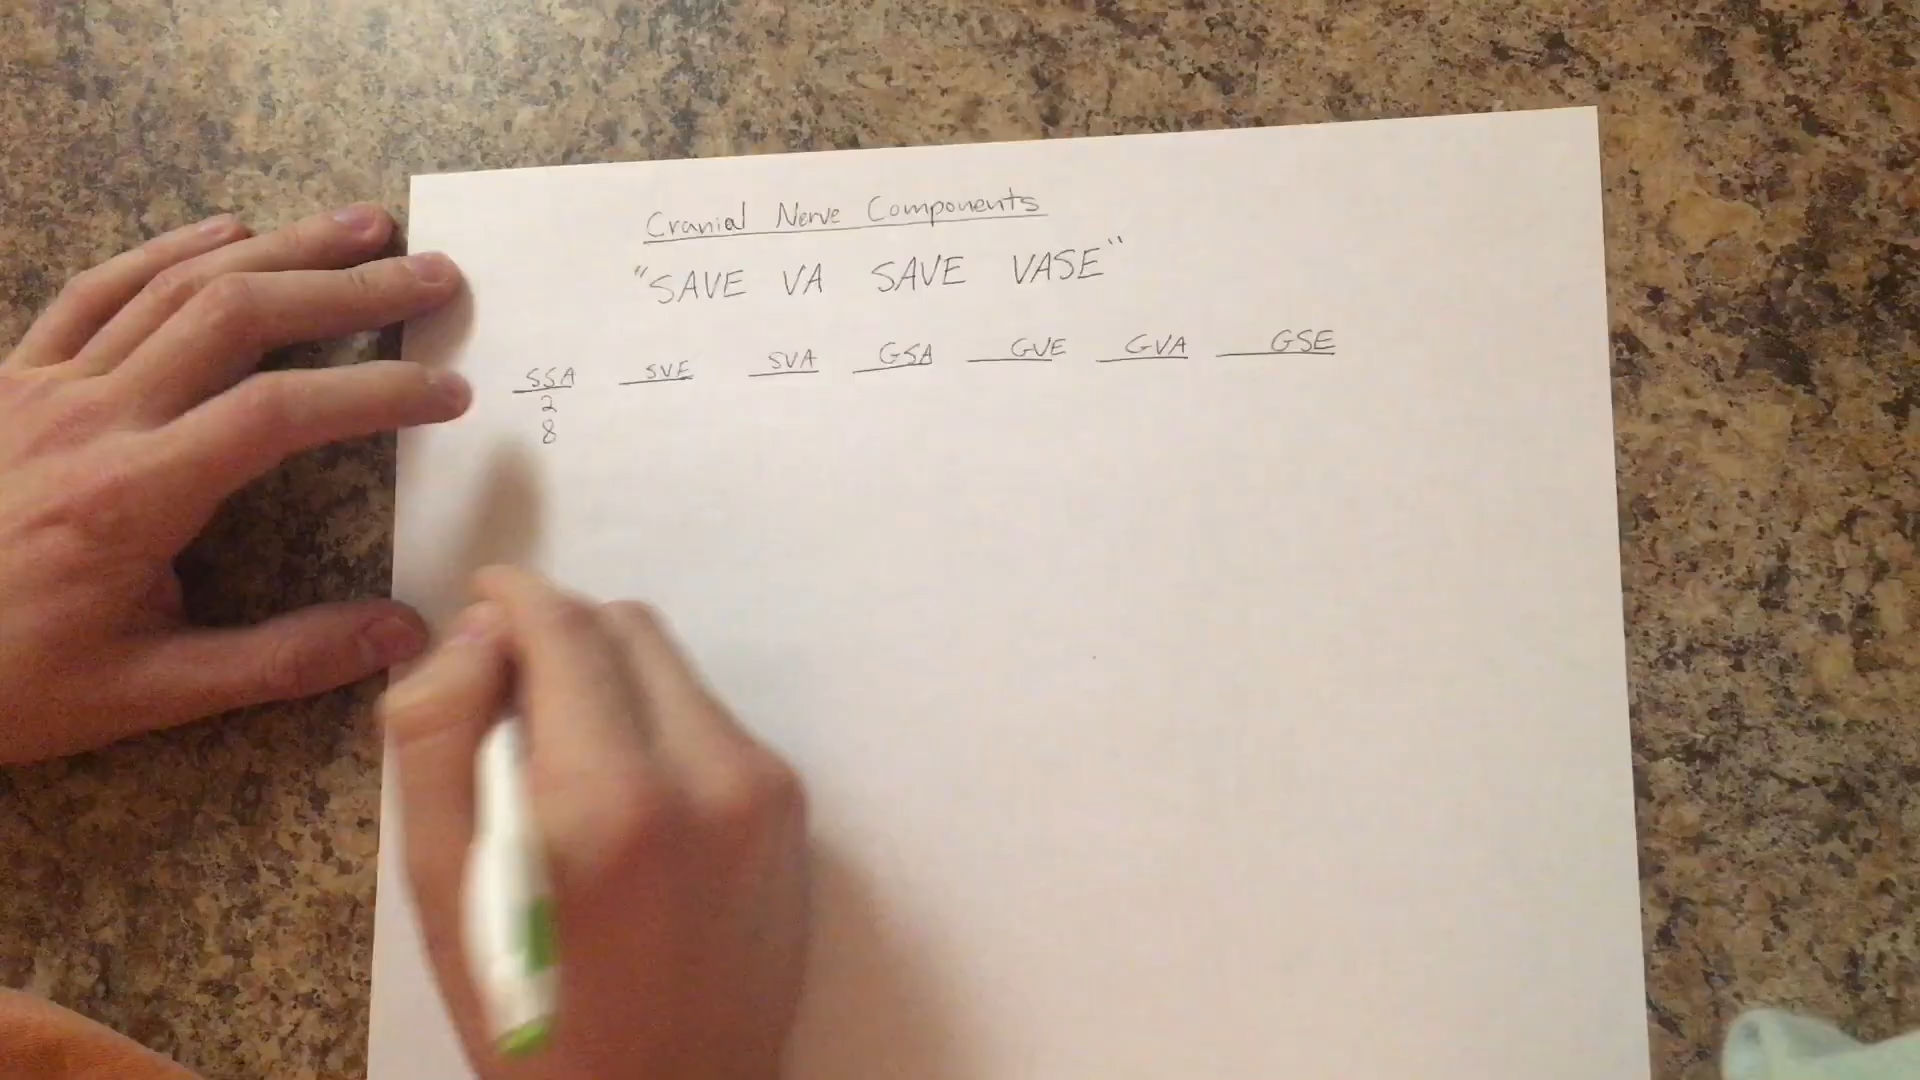 Cranial Nerve Components
"SAVE VA SAVE VASE"
SSA SVE SVA GSA GVE GVA GSE
2
8